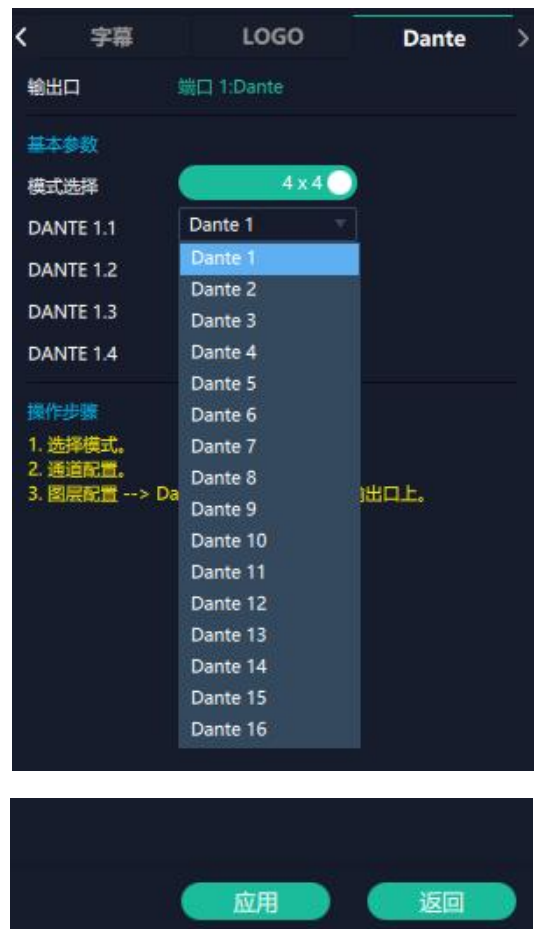 < 字幕 LOGO Dante >
输出口 端口 1:Dante
基本参数
模式选择 4 x 4
DANTE 1.1 Dante 1
Dante 1
DANTE 1.2 Dante 2
DANTE 1.3 Dante 3
DANTE 1.4 Dante 4
Dante 5
操作步骤 Dante 6
1. 选择模式。 Dante 7
2. 通道配置。 Dante 8
3. 图层配置 --> Da Dante 9 出口上。
Dante 10
Dante 11
Dante 12
Dante 13
Dante 14
Dante 15
Dante 16
应用 返回